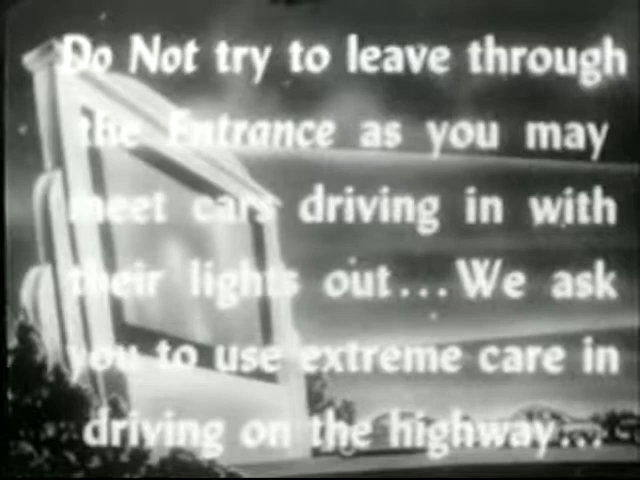 Do Not try to leave through
the Entrance as you may
meet cars driving in with
their lights out...We ask
you to use extreme care in
driving on the highway...